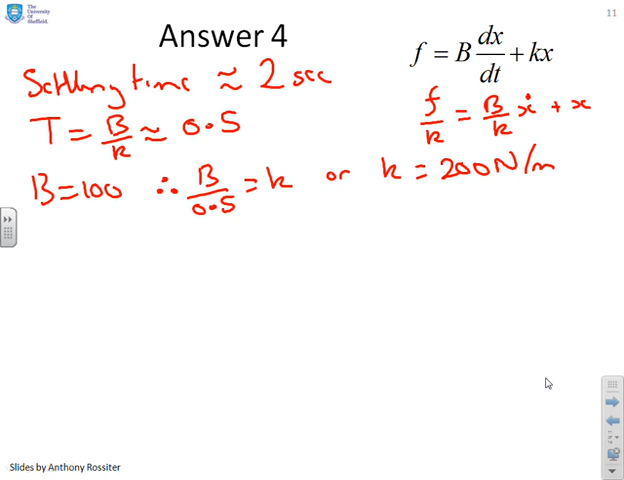 The
University
Of
Sheffield.
11
Answer 4
f = B dx/dt + kx
Settling time ≈ 2 sec
f/k = B/k ẋ + x
T = B/k ≈ 0.5
B=100 ∴ B/0.5 = k or k = 200N/m
Slides by Anthony Rossiter